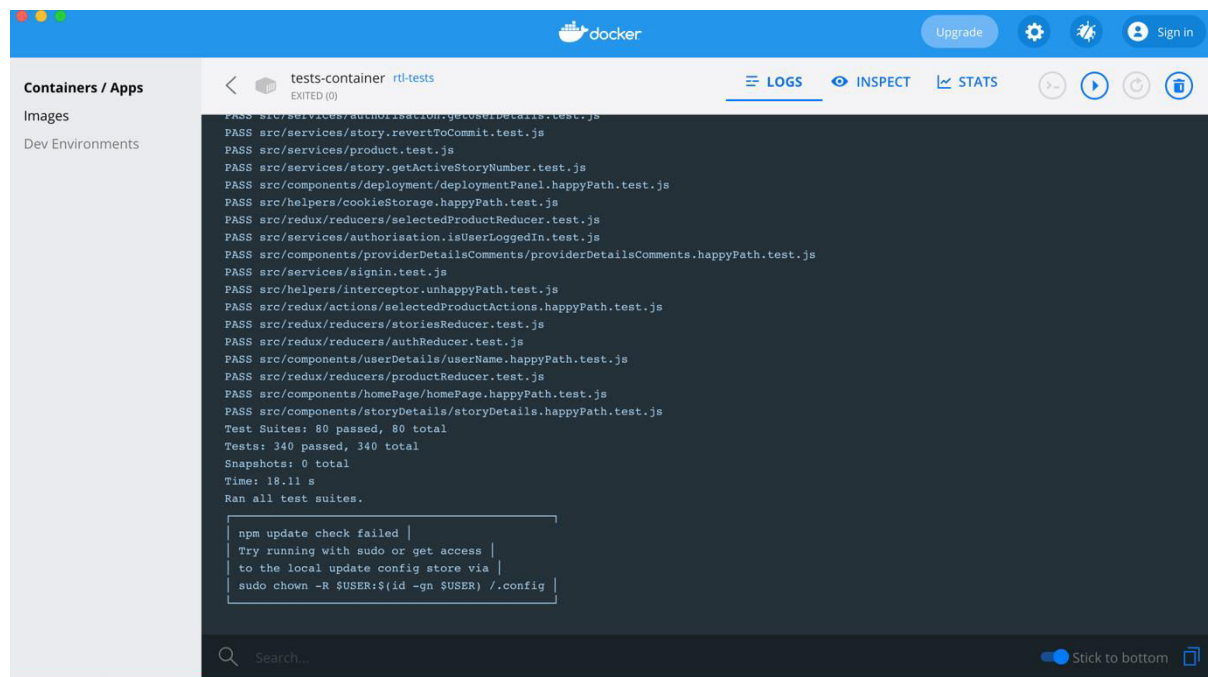 docker
Upgrade
Sign in
Containers / Apps
Images
Dev Environments
tests-container rtl-tests
EXITED (0)
LOGS
INSPECT
STATS
PASS src/services/authorisation.getUserDetails.test.js
PASS src/services/story.revertToCommit.test.js
PASS src/services/product.test.js
PASS src/services/story.getActiveStoryNumber.test.js
PASS src/components/deployment/deploymentPanel.happyPath.test.js
PASS src/helpers/cookieStorage.happyPath.test.js
PASS src/redux/reducers/selectedProductReducer.test.js
PASS src/services/authorisation.isUserLoggedIn.test.js
PASS src/components/providerDetailsComments/providerDetailsComments.happyPath.test.js
PASS src/services/signin.test.js
PASS src/helpers/interceptor.unhappyPath.test.js
PASS src/redux/actions/selectedProductActions.happyPath.test.js
PASS src/redux/reducers/storiesReducer.test.js
PASS src/redux/reducers/authReducer.test.js
PASS src/components/userDetails/userName.happyPath.test.js
PASS src/redux/reducers/productReducer.test.js
PASS src/components/homePage/homePage.happyPath.test.js
PASS src/components/storyDetails/storyDetails.happyPath.test.js
Test Suites: 80 passed, 80 total
Tests: 340 passed, 340 total
Snapshots: 0 total
Time: 18.11 s
Ran all test suites.
npm update check failed
Try running with sudo or get access
to the local update config store via
sudo chown -R $USER:$(id -gn $USER) /.config
Search...
Stick to bottom